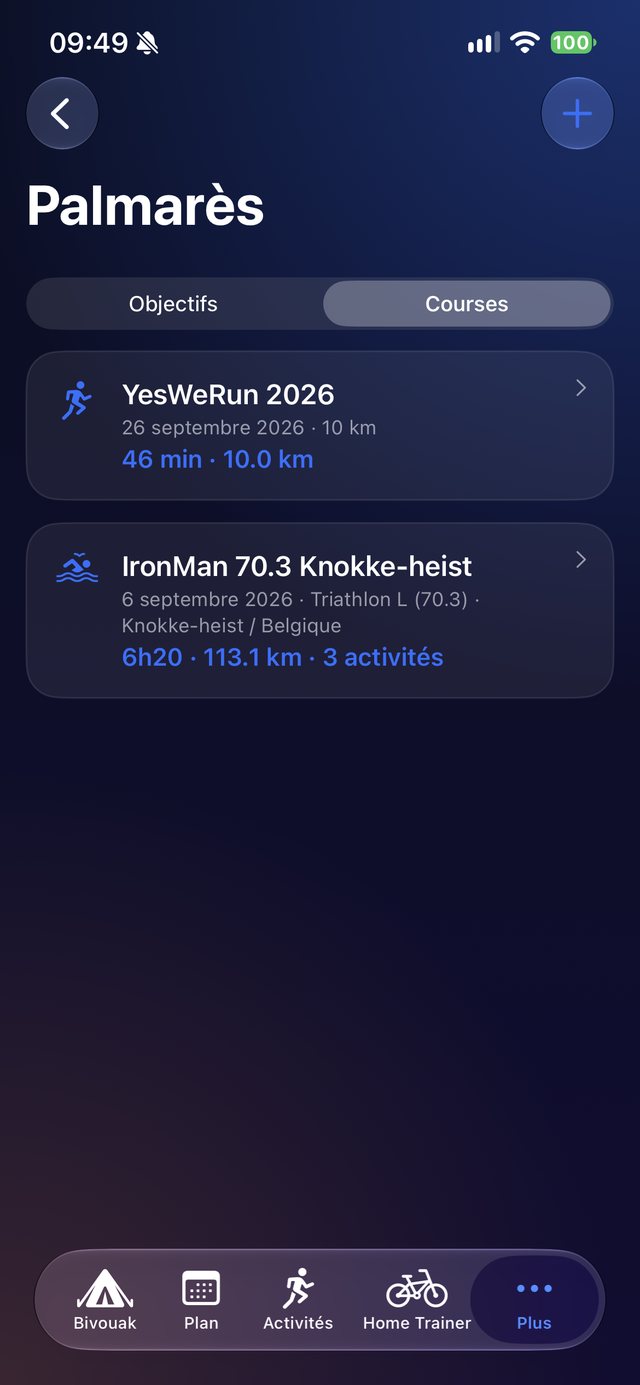 09:49
100
Palmarès
Objectifs
Courses
YesWeRun 2026
26 septembre 2026 · 10 km
46 min · 10.0 km
IronMan 70.3 Knokke-heist
6 septembre 2026 · Triathlon L (70.3) ·
Knokke-heist / Belgique
6h20 · 113.1 km · 3 activités
Bivouak
Plan
Activités
Home Trainer
Plus